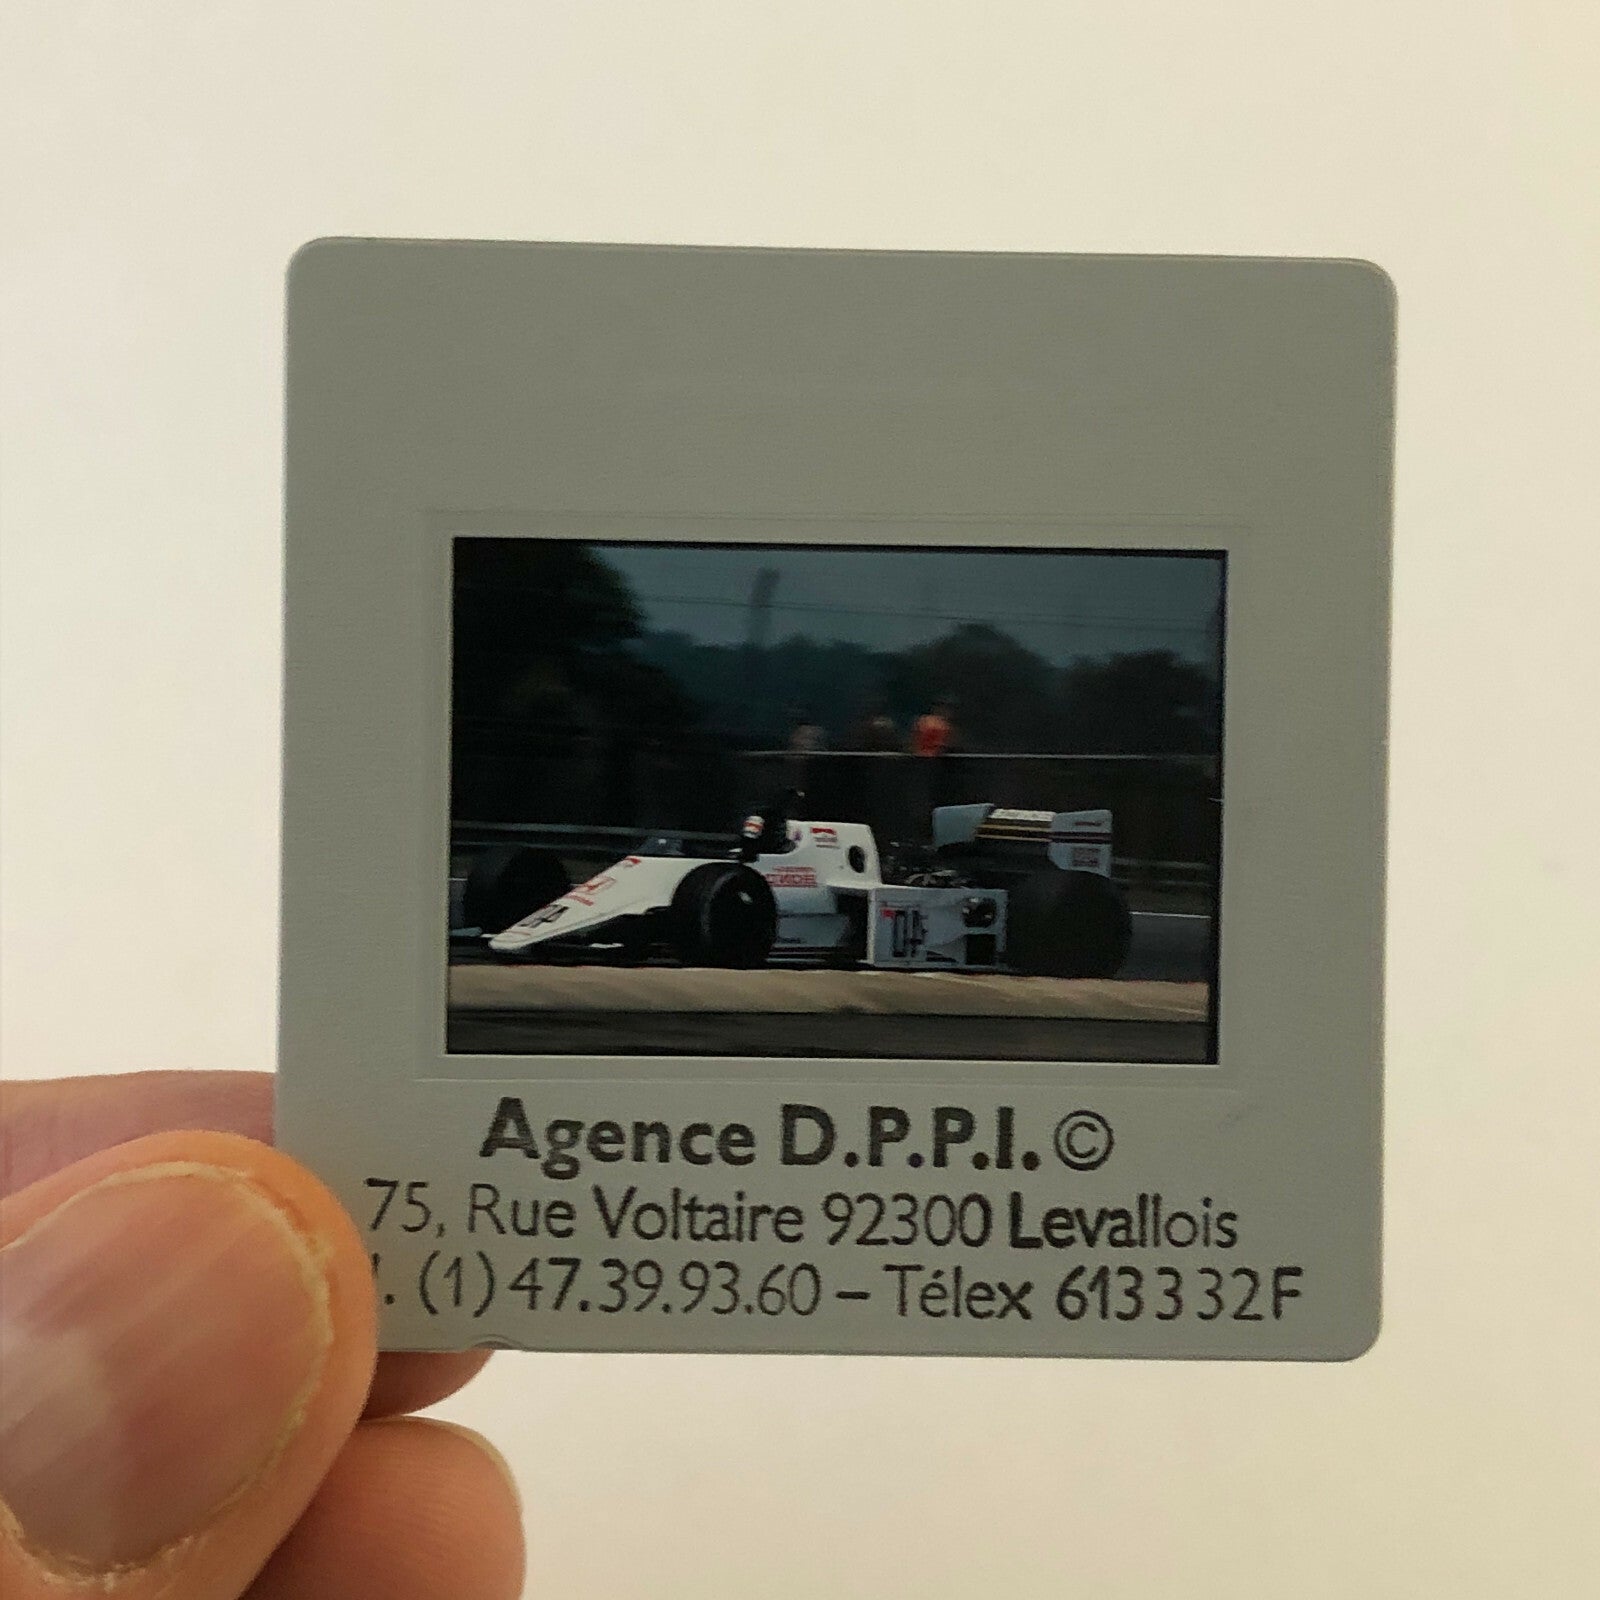 Agence D.P.P.I.©
75, Rue Voltaire 92300 Levallois
(1) 47.39.93.60 – Télex 613332F